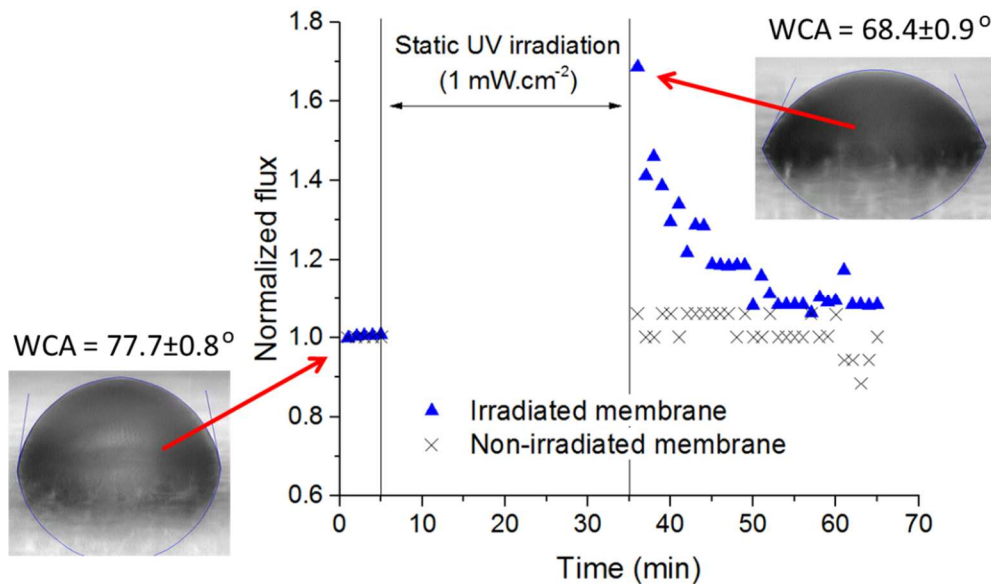 WCA = 68.4±0.9°
Static UV irradiation
(1 mW.cm-2)
WCA = 77.7±0.8°
Normalized flux
1.8
1.6
1.4
1.2
1.0
0.8
0.6
Irradiated membrane
Non-irradiated membrane
0 10 20 30 40 50 60 70
Time (min)